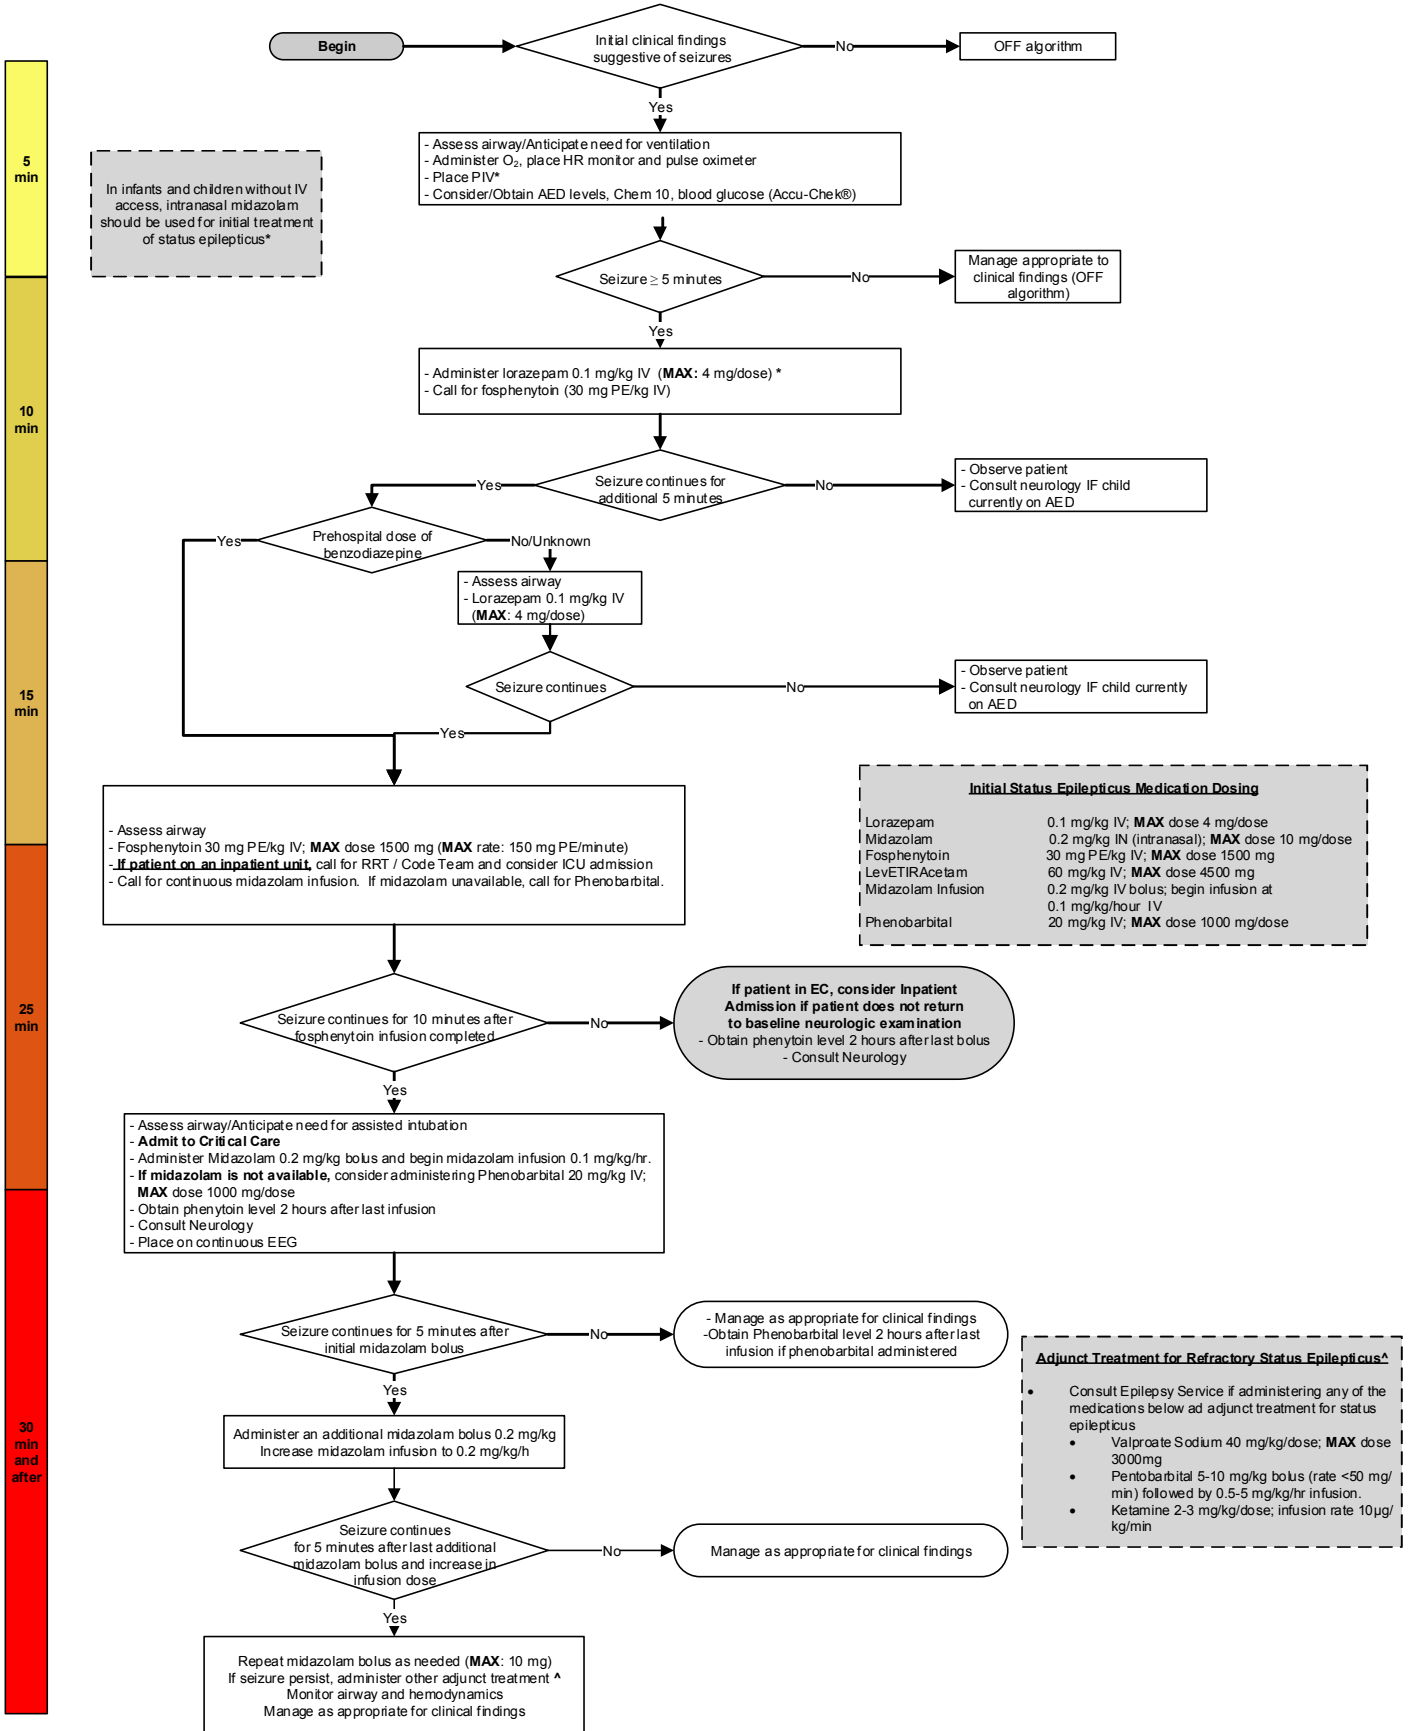 Begin
Initial clinical findings
suggestive of seizures
No
OFF algorithm
Yes
5
min
In infants and children without IV
access, intranasal midazolam
should be used for initial treatment
of status epilepticus*
- Assess airway/Anticipate need for ventilation
- Administer O₂, place HR monitor and pulse oximeter
- Place PIV*
- Consider/Obtain AED levels, Chem 10, blood glucose (Accu-Chek®)
Seizure ≥ 5 minutes
No
Manage appropriate to
clinical findings (OFF
algorithm)
Yes
10
min
- Administer lorazepam 0.1 mg/kg IV (MAX: 4 mg/dose) *
- Call for fosphenytoin (30 mg PE/kg IV)
Seizure continues for
additional 5 minutes
Yes
No
- Observe patient
- Consult neurology IF child
currently on AED
Prehospital dose of
benzodiazepine
Yes
No/Unknown
15
min
- Assess airway
- Lorazepam 0.1 mg/kg IV
(MAX: 4 mg/dose)
Seizure continues
No
- Observe patient
- Consult neurology IF child currently
on AED
Yes
- Assess airway
- Fosphenytoin 30 mg PE/kg IV; MAX dose 1500 mg (MAX rate: 150 mg PE/minute)
- If patient on an inpatient unit, call for RRT / Code Team and consider ICU admission
- Call for continuous midazolam infusion. If midazolam unavailable, call for Phenobarbital.
Initial Status Epilepticus Medication Dosing
Lorazepam 0.1 mg/kg IV; MAX dose 4 mg/dose
Midazolam 0.2 mg/kg IN (intranasal); MAX dose 10 mg/dose
Fosphenytoin 30 mg PE/kg IV; MAX dose 1500 mg
LevETIRAcetam 60 mg/kg IV; MAX dose 4500 mg
Midazolam Infusion 0.2 mg/kg IV bolus; begin infusion at
0.1 mg/kg/hour IV
Phenobarbital 20 mg/kg IV; MAX dose 1000 mg/dose
25
min
Seizure continues for 10 minutes after
fosphenytoin infusion completed
No
If patient in EC, consider Inpatient
Admission if patient does not return
to baseline neurologic examination
- Obtain phenytoin level 2 hours after last bolus
- Consult Neurology
Yes
- Assess airway/Anticipate need for assisted intubation
- Admit to Critical Care
- Administer Midazolam 0.2 mg/kg bolus and begin midazolam infusion 0.1 mg/kg/hr.
- If midazolam is not available, consider administering Phenobarbital 20 mg/kg IV;
MAX dose 1000 mg/dose
- Obtain phenytoin level 2 hours after last infusion
- Consult Neurology
- Place on continuous EEG
30
min
and
after
Seizure continues for 5 minutes after
initial midazolam bolus
No
- Manage as appropriate for clinical findings
-Obtain Phenobarbital level 2 hours after last
infusion if phenobarbital administered
Yes
Administer an additional midazolam bolus 0.2 mg/kg
Increase midazolam infusion to 0.2 mg/kg/h
Adjunct Treatment for Refractory Status Epilepticus^
• Consult Epilepsy Service if administering any of the
medications below ad adjunct treatment for status
epilepticus
• Valproate Sodium 40 mg/kg/dose; MAX dose
3000mg
• Pentobarbital 5-10 mg/kg bolus (rate <50 mg/
min) followed by 0.5-5 mg/kg/hr infusion.
• Ketamine 2-3 mg/kg/dose; infusion rate 10µg/
kg/min
Seizure continues
for 5 minutes after last additional
midazolam bolus and increase in
infusion dose
No
Manage as appropriate for clinical findings
Yes
Repeat midazolam bolus as needed (MAX: 10 mg)
If seizure persist, administer other adjunct treatment ^
Monitor airway and hemodynamics
Manage as appropriate for clinical findings